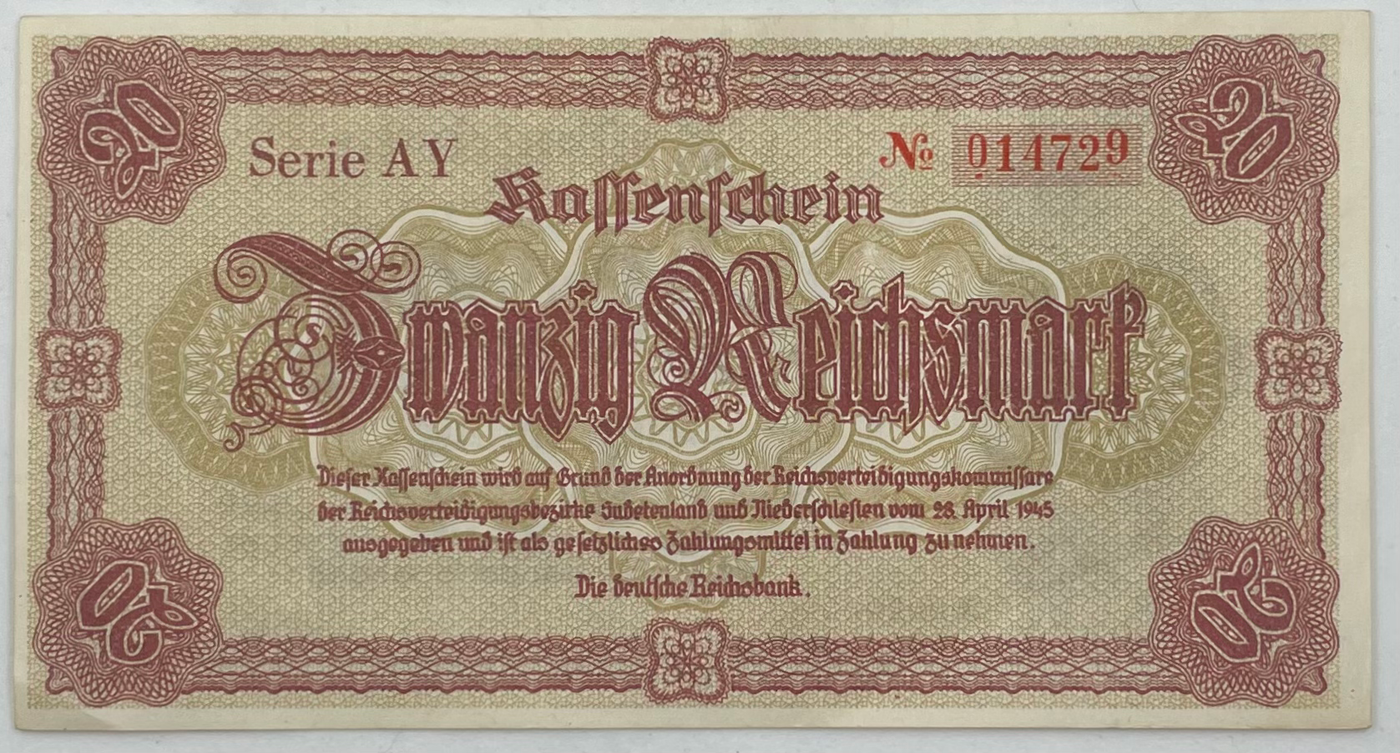 20
20
Serie AY
№ 014729
Kassenschein
Zwanzig Reichsmark
Dieser Kassenschein wird auf Grund der Anordnung der Reichsverteidigungskommissare
der Reichsverteidigungsbezirke Sudetenland und Niederschlesien vom 28. April 1945
ausgegeben und ist als gesetzliches Zahlungsmittel in Zahlung zu nehmen.
Die deutsche Reichsbank.
20
20